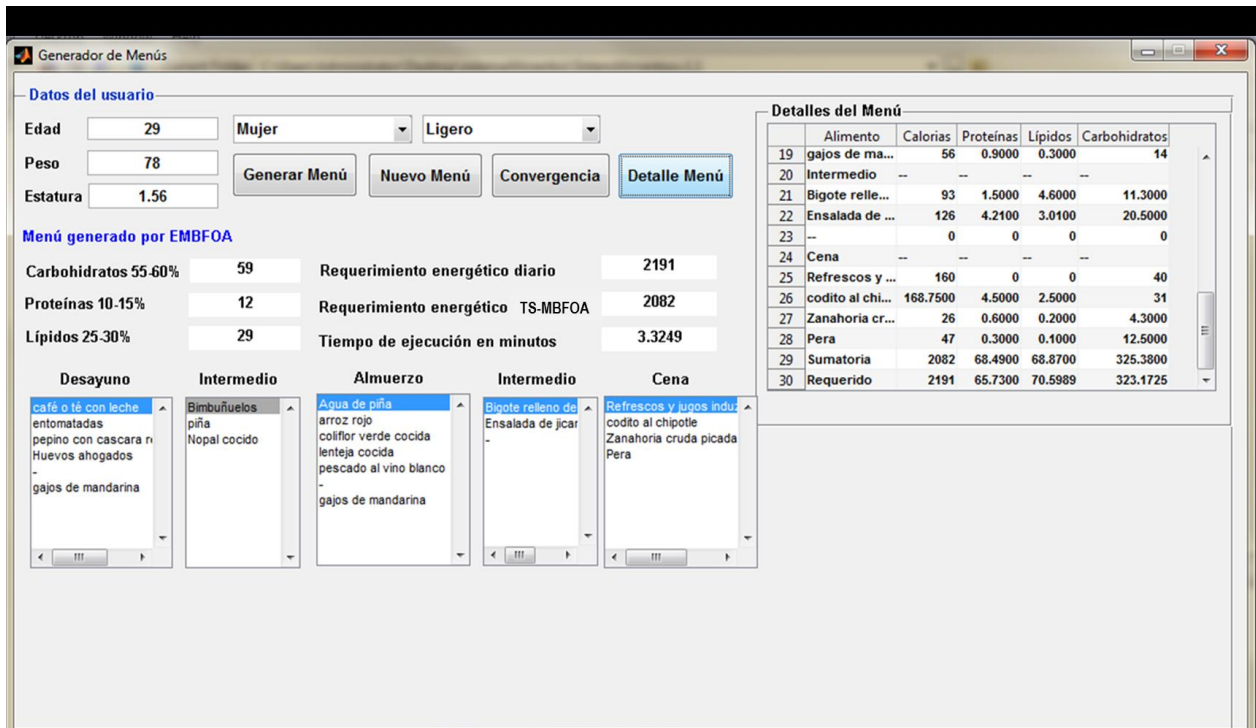 Generador de Menús
Datos del usuario
Edad 29 Mujer Ligero
Peso 78
Generar Menú Nuevo Menú Convergencia Detalle Menú
Estatura 1.56
Menú generado por EMBFOA
Carbohidratos 55-60% 59 Requerimiento energético diario 2191
Proteínas 10-15% 12 Requerimiento energético TS-MBFOA 2082
Lípidos 25-30% 29 Tiempo de ejecución en minutos 3.3249
Detalles del Menú
Alimento Calorias Proteínas Lípidos Carbohidratos
19 gajos de ma... 56 0.9000 0.3000 14
20 Intermedio -- -- -- --
21 Bigote relle... 93 1.5000 4.6000 11.3000
22 Ensalada de ... 126 4.2100 3.0100 20.5000
23 -- 0 0 0 0
24 Cena -- -- -- --
25 Refrescos y ... 160 0 0 40
26 codito al chi... 168.7500 4.5000 2.5000 31
27 Zanahoria cr... 26 0.6000 0.2000 4.3000
28 Pera 47 0.3000 0.1000 12.5000
29 Sumatoria 2082 68.4900 68.8700 325.3800
30 Requerido 2191 65.7300 70.5989 323.1725
Desayuno
café o té con leche
entomatadas
pepino con cascara r
Huevos ahogados
-
gajos de mandarina
Intermedio
Bimbuñuelos
piña
Nopal cocido
Almuerzo
Agua de piña
arroz rojo
coliflor verde cocida
lenteja cocida
pescado al vino blanco
-
gajos de mandarina
Intermedio
Bigote relleno de
Ensalada de jicar
-
Cena
Refrescos y jugos indu
codito al chipotle
Zanahoria cruda picada
Pera